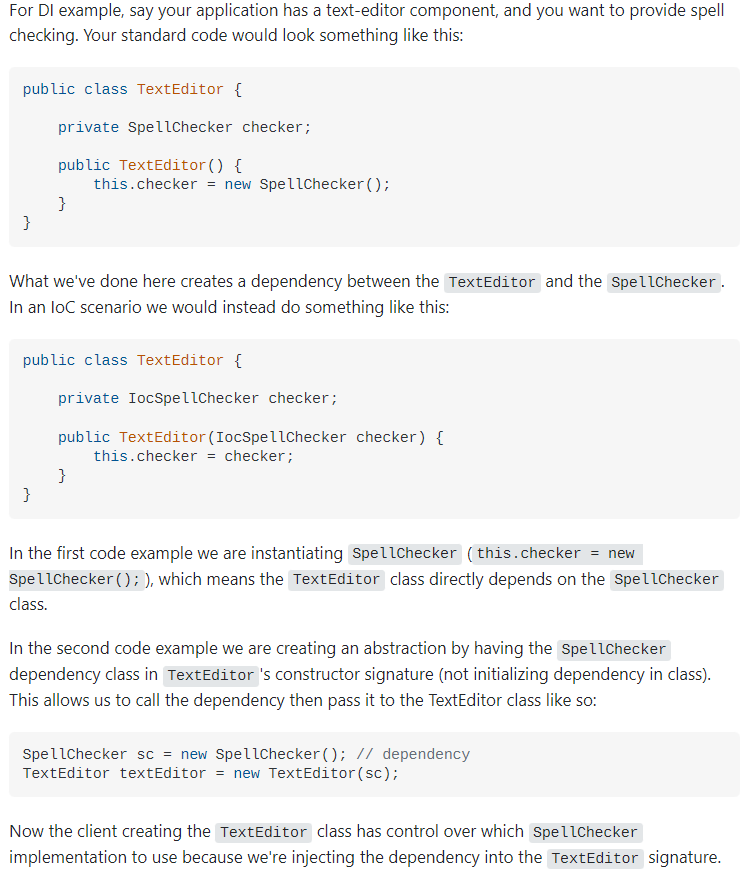 For DI example, say your application has a text-editor component, and you want to provide spell
checking. Your standard code would look something like this:
public class TextEditor {
    private SpellChecker checker;
    public TextEditor() {
        this.checker = new SpellChecker();
    }
}
What we've done here creates a dependency between the TextEditor and the SpellChecker.
In an IoC scenario we would instead do something like this:
public class TextEditor {
    private IocSpellChecker checker;
    public TextEditor(IocSpellChecker checker) {
        this.checker = checker;
    }
}
In the first code example we are instantiating SpellChecker (this.checker = new
SpellChecker();), which means the TextEditor class directly depends on the SpellChecker
class.
In the second code example we are creating an abstraction by having the SpellChecker
dependency class in TextEditor's constructor signature (not initializing dependency in class).
This allows us to call the dependency then pass it to the TextEditor class like so:
SpellChecker sc = new SpellChecker(); // dependency
TextEditor textEditor = new TextEditor(sc);
Now the client creating the TextEditor class has control over which SpellChecker
implementation to use because we're injecting the dependency into the TextEditor signature.